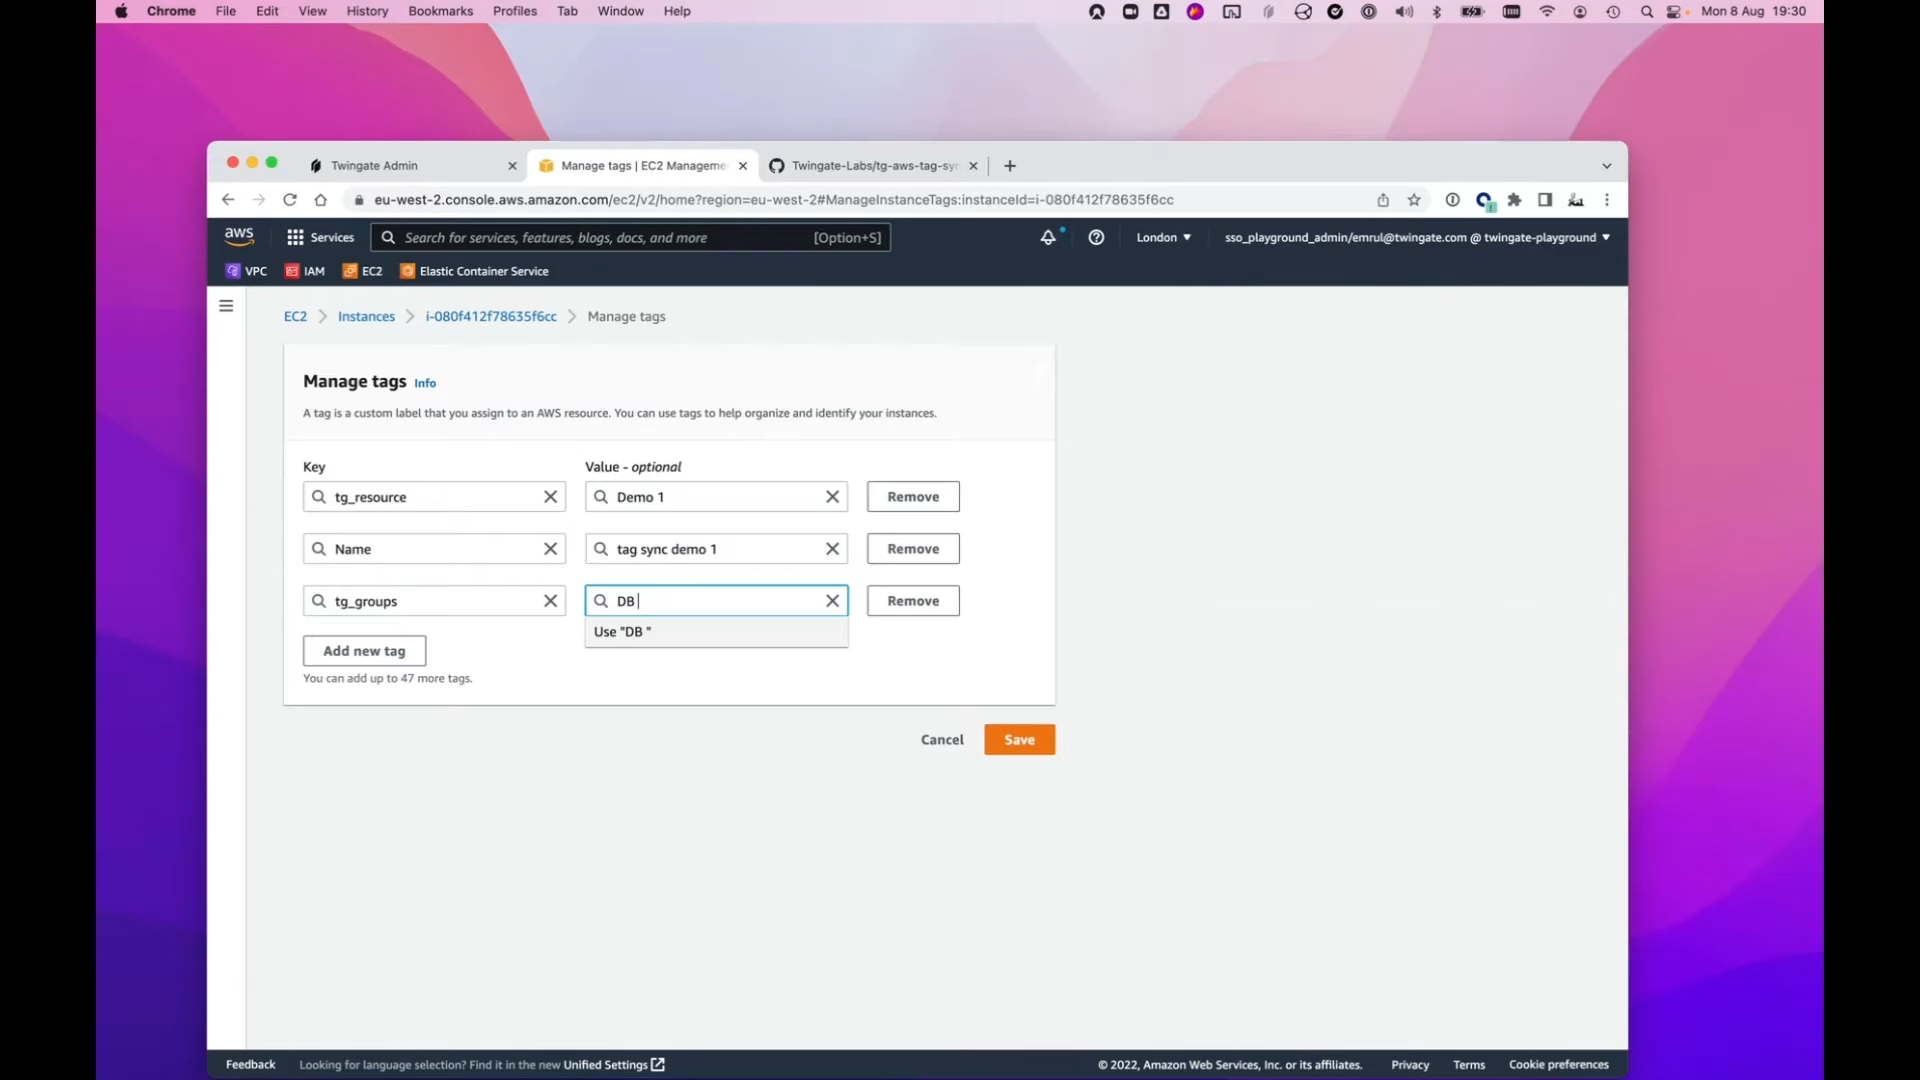 Chrome File Edit View History Bookmarks Profiles Tab Window Help Mon 8 Aug 19:30
Twingate Admin Manage tags | EC2 Manageme Twingate-Labs/tg-aws-tag-syn
eu-west-2.console.aws.amazon.com/ec2/v2/home?region=eu-west-2#ManageInstanceTags:instanceId=i-080f412f78635f6cc
aws Services Search for services, features, blogs, docs, and more [Option+S] London sso_playground_admin/emrul@twingate.com @ twingate-playground
VPC IAM EC2 Elastic Container Service
EC2 Instances i-080f412f78635f6cc Manage tags
Manage tags Info
A tag is a custom label that you assign to an AWS resource. You can use tags to help organize and identify your instances.
Key Value - optional
tg_resource Demo 1 Remove
Name tag sync demo 1 Remove
tg_groups DB Remove
Use "DB "
Add new tag
You can add up to 47 more tags.
Cancel Save
Feedback Looking for language selection? Find it in the new Unified Settings © 2022, Amazon Web Services, Inc. or its affiliates. Privacy Terms Cookie preferences